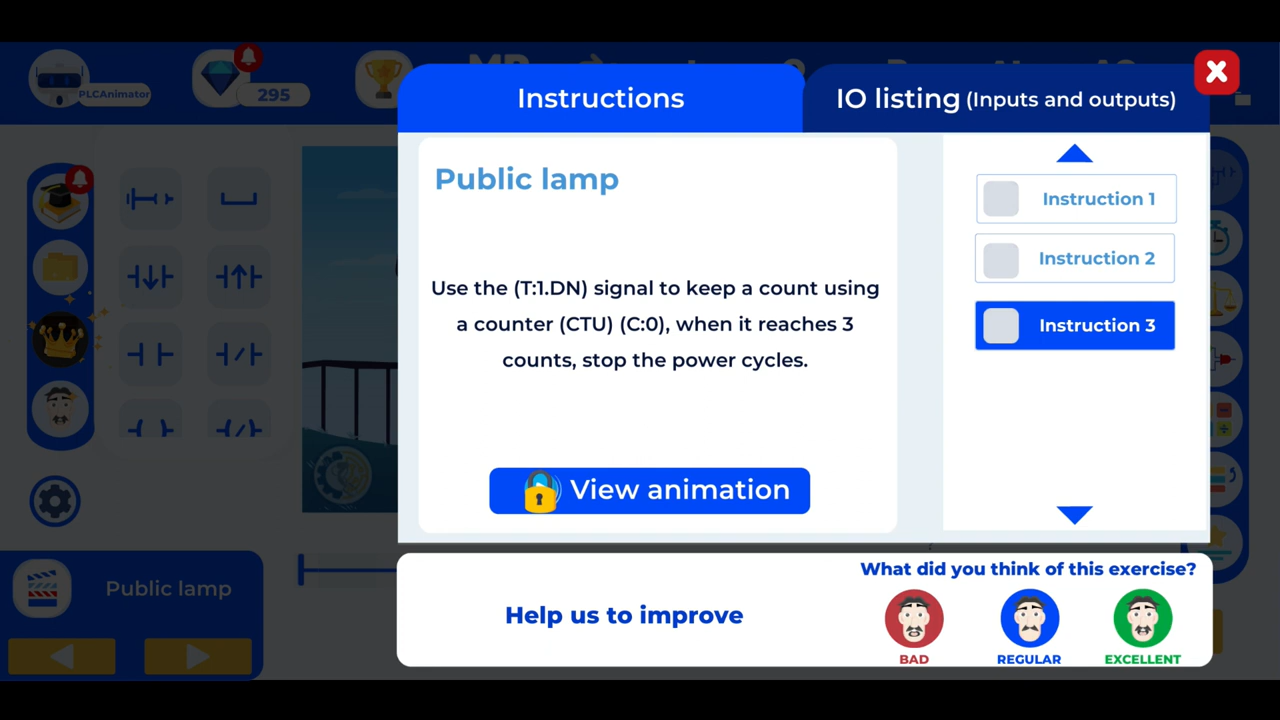 PLCAnimator
295
Instructions
IO listing (Inputs and outputs)
Public lamp
Use the (T:1.DN) signal to keep a count using
a counter (CTU) (C:0), when it reaches 3
counts, stop the power cycles.
View animation
Instruction 1
Instruction 2
Instruction 3
Public lamp
Help us to improve
What did you think of this exercise?
BAD
REGULAR
EXCELLENT